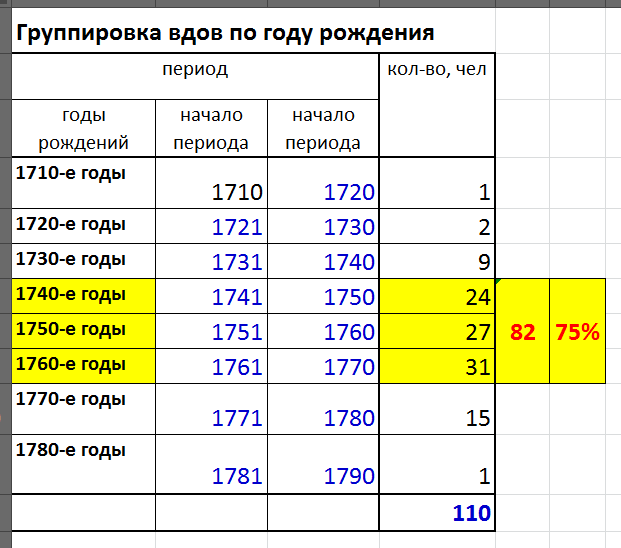 Группировка вдов по году рождения
период кол-во, чел
годы начало начало
рождений периода периода
1710-е годы 1710 1720 1
1720-е годы 1721 1730 2
1730-е годы 1731 1740 9
1740-е годы 1741 1750 24
1750-е годы 1751 1760 27 82 75%
1760-е годы 1761 1770 31
1770-е годы 1771 1780 15
1780-е годы 1781 1790 1
110